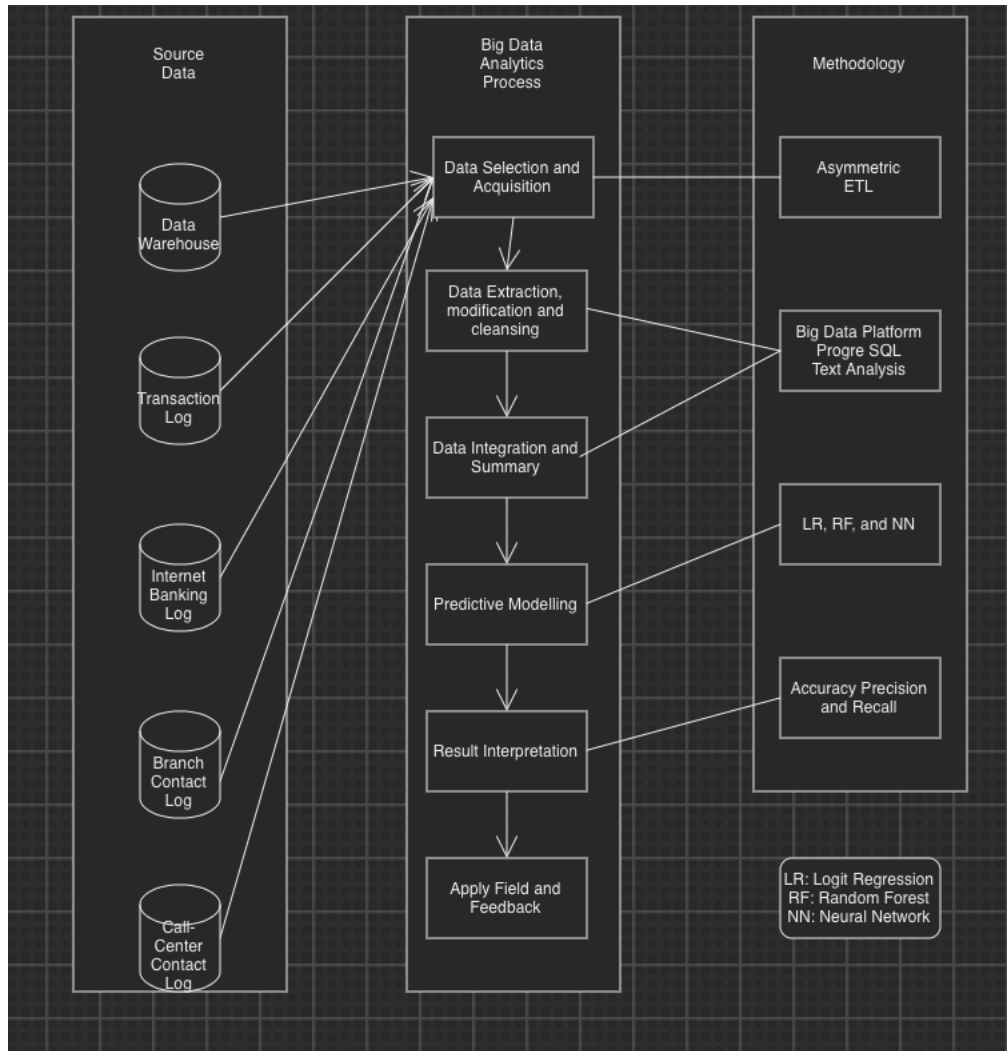 Source
Data
Data
Warehouse
Transaction
Log
Internet
Banking
Log
Branch
Contact
Log
Call-
Center
Contact
Log
Big Data
Analytics
Process
Data Selection and
Acquisition
Data Extraction,
modification and
cleansing
Data Integration and
Summary
Predictive Modelling
Result Interpretation
Apply Field and
Feedback
Methodology
Asymmetric
ETL
Big Data Platform
Progre SQL
Text Analysis
LR, RF, and NN
Accuracy Precision
and Recall
LR: Logit Regression
RF: Random Forest
NN: Neural Network